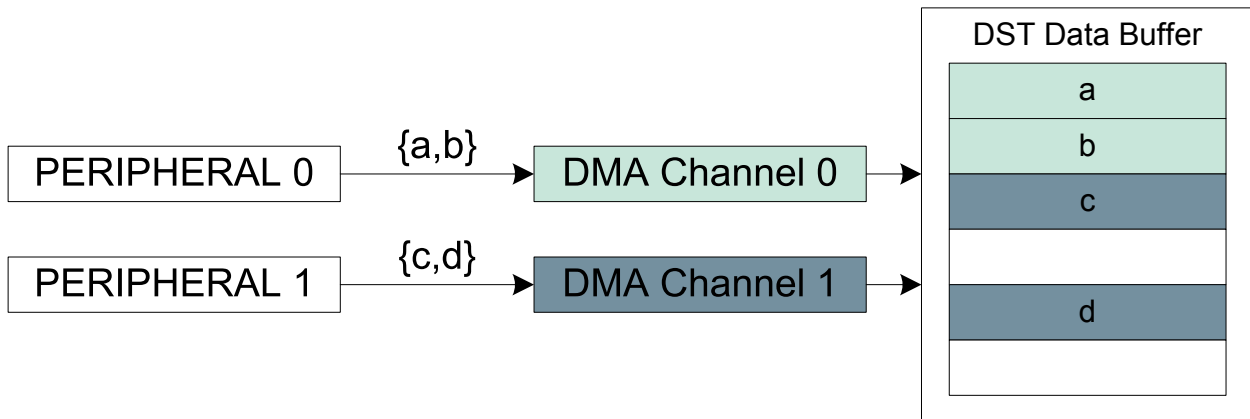 PERIPHERAL 0
{a,b}
DMA Channel 0
PERIPHERAL 1
{c,d}
DMA Channel 1
DST Data Buffer
a
b
c
d